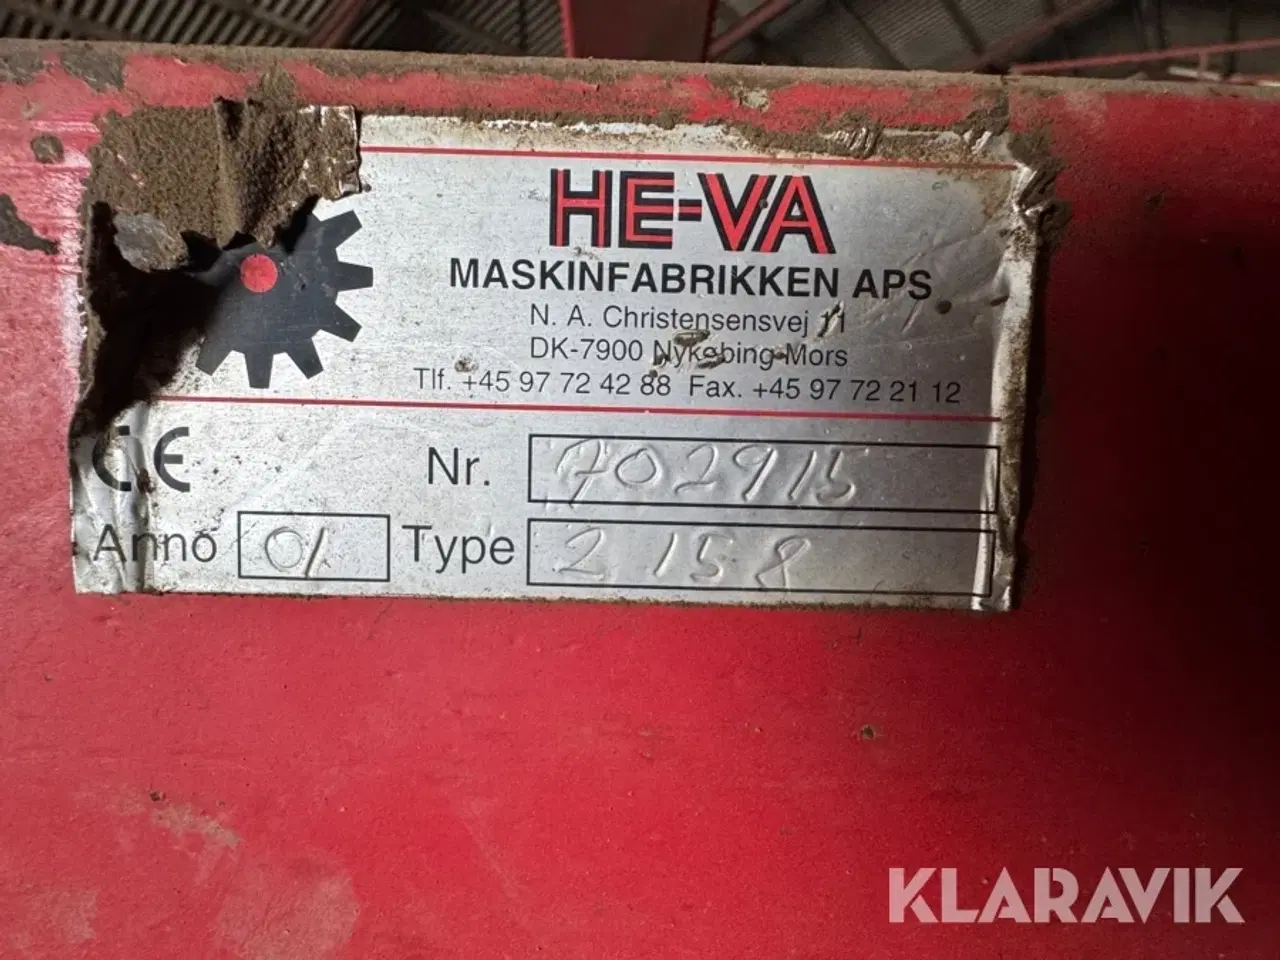 HE-VA
MASKINFABRIKKEN APS
N. A. Christensensvej 11
DK-7900 Nykøbing Mors
Tlf. +45 97 72 42 88 Fax. +45 97 72 21 12
CE Nr. 702915
Anno 01 Type 2158
KLARAVIK